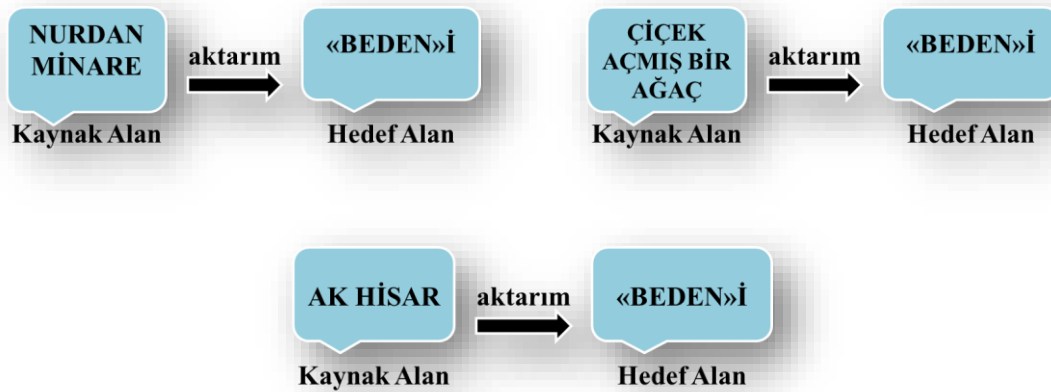 NURDAN
MİNARE
aktarım
«BEDEN»İ
Kaynak Alan
Hedef Alan
ÇİÇEK
AÇMIŞ BİR
AĞAÇ
aktarım
«BEDEN»İ
Kaynak Alan
Hedef Alan
AK HİSAR
aktarım
«BEDEN»İ
Kaynak Alan
Hedef Alan